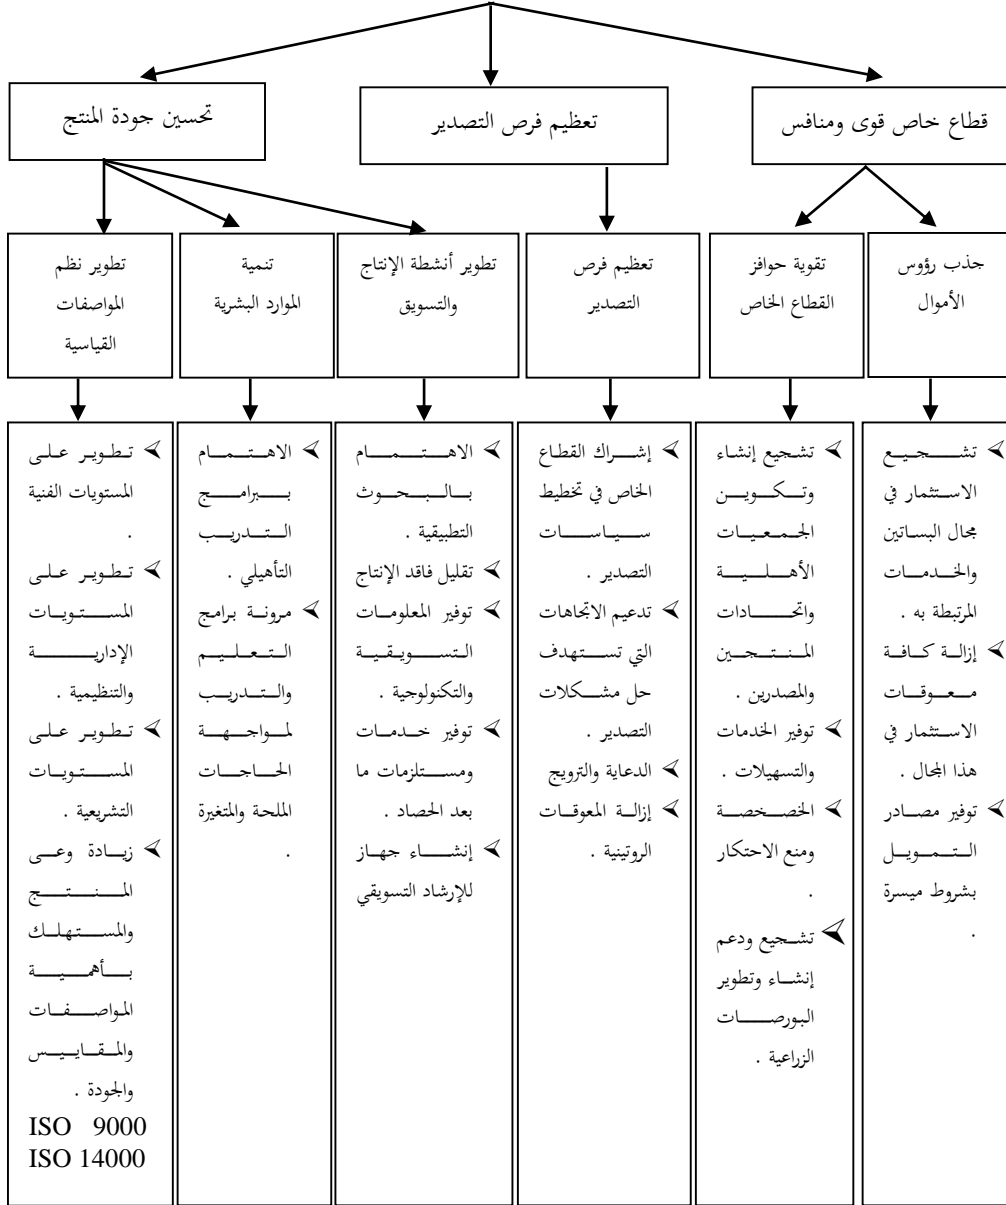 قطاع خاص قوى ومنافس
تعظيم فرص التصدير
تحسين جودة المنتج
جذب رؤوس
الأموال
تقوية حوافز
القطاع الخاص
تعظيم فرص
التصدير
تطوير أنشطة الإنتاج
والتسويق
تنمية
الموارد البشرية
تطوير نظم
المواصفات
القياسية
⮚ تشجيع
الاستثمار في
مجال البساتين
والخدمات
المرتبطة به .
⮚ إزالة كافة
معوقات
الاستثمار في
هذا المجال .
⮚ توفير مصادر
التمويل
بشروط ميسرة
.
⮚ تشجيع إنشاء
وتكوين
الجمعيات
الأهلية
واتحادات
المنتجين
والمصدرين .
⮚ توفير الخدمات
والتسهيلات .
⮚ الخصخصة
ومنع الاحتكار
.
⮚ تشجيع ودعم
إنشاء وتطوير
البورصات
الزراعية .
⮚ إشراك القطاع
الخاص في تخطيط
سياسات
التصدير .
⮚ تدعيم الاتجاهات
التي تستهدف
حل مشكلات
التصدير .
⮚ الدعاية والترويج
⮚ إزالة المعوقات
الروتينية .
⮚ الاهتمام
بالبحوث
التطبيقية .
⮚ تقليل فاقد الإنتاج
⮚ توفير المعلومات
التسويقية
والتكنولوجية .
⮚ توفير خدمات
ومستلزمات ما
بعد الحصاد .
⮚ إنشاء جهاز
للإرشاد التسويقي
⮚ الاهتمام
ببرامج
التدريب
التأهيلي .
⮚ مرونة برامج
التعليم
والتدريب
لمواجهة
الحاجات
الملحة والمتغيرة
.
⮚ تطوير على
المستويات الفنية
.
⮚ تطوير على
المستويات
الإدارية
والتنظيمية .
⮚ تطوير على
المستويات
التشريعية .
⮚ زيادة وعى
المنتج
والمستهلك
بأهمية
المواصفات
والمقاييس
والجودة .
ISO 9000
ISO 14000